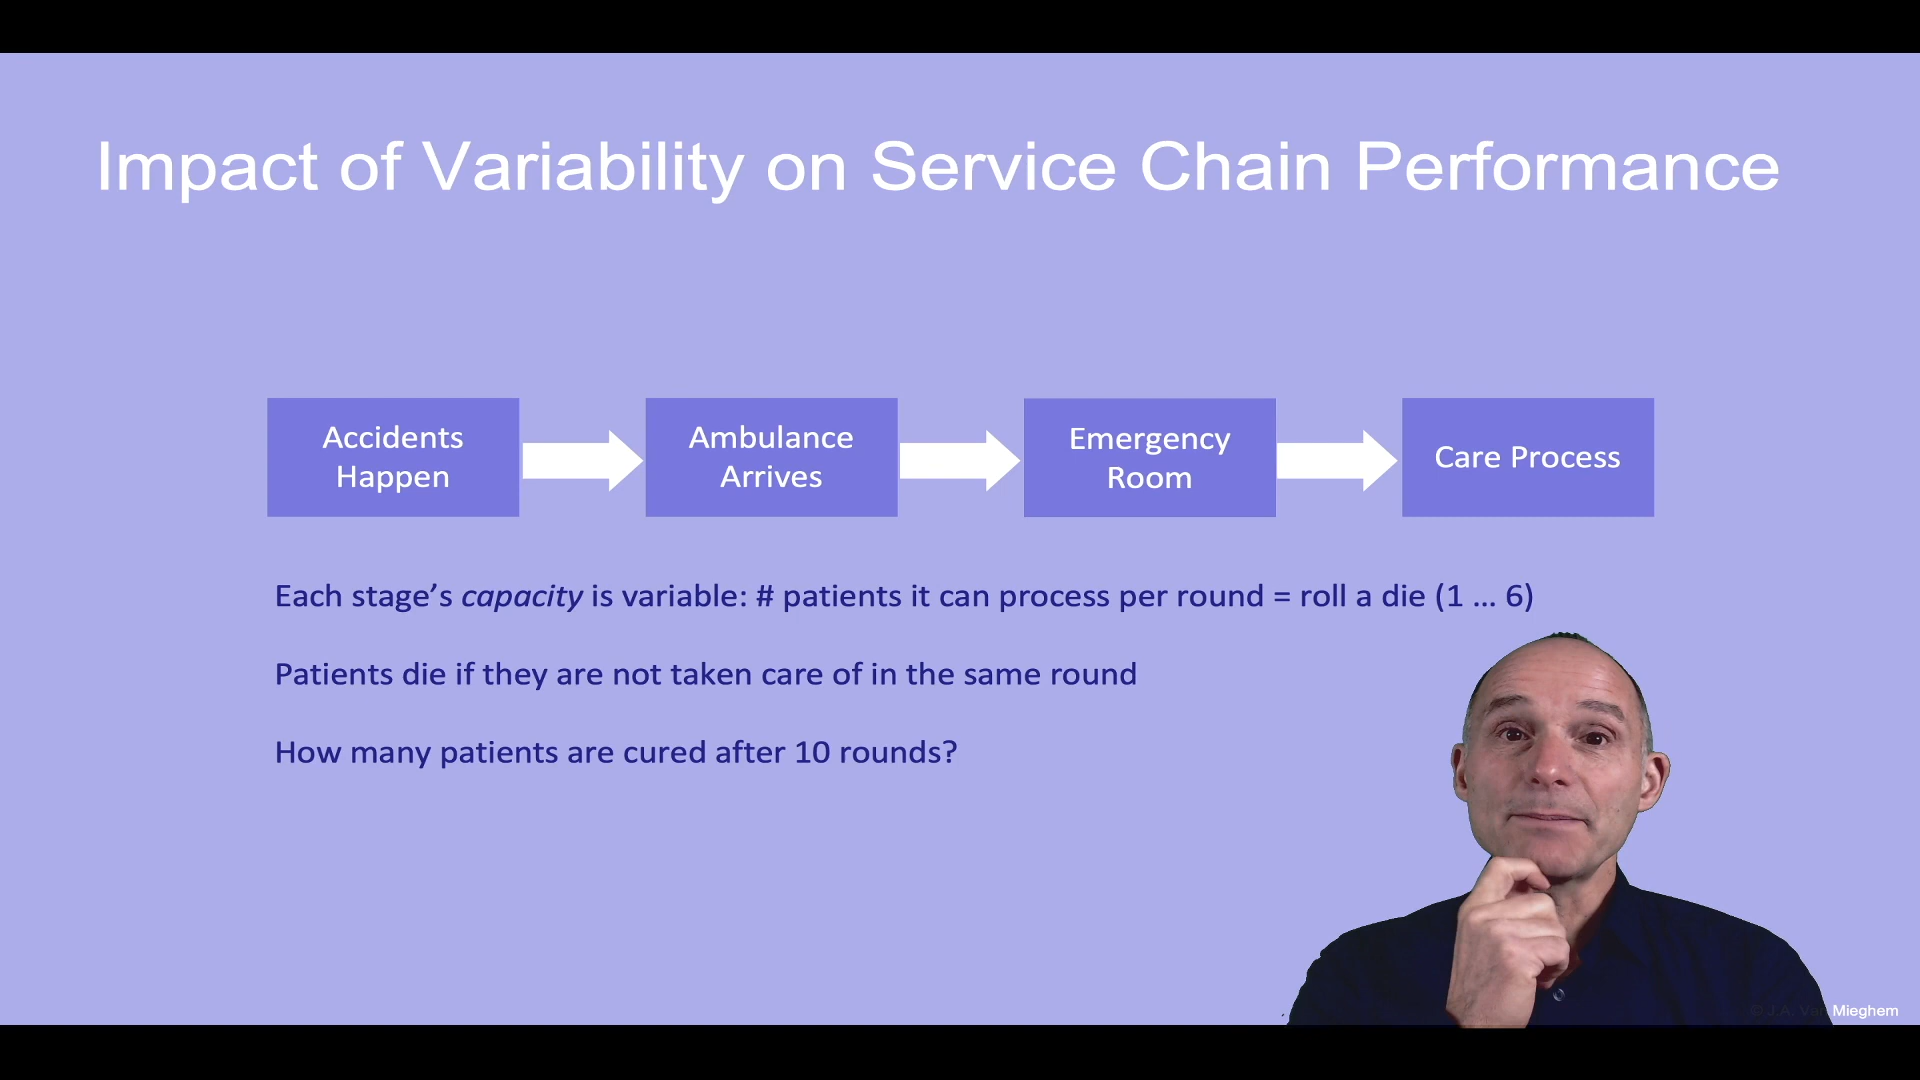 Impact of Variability on Service Chain Performance
Accidents
Happen
Ambulance
Arrives
Emergency
Room
Care Process
Each stage’s capacity is variable: # patients it can process per round = roll a die (1 … 6)
Patients die if they are not taken care of in the same round
How many patients are cured after 10 rounds?
© J.A. Van Mieghem